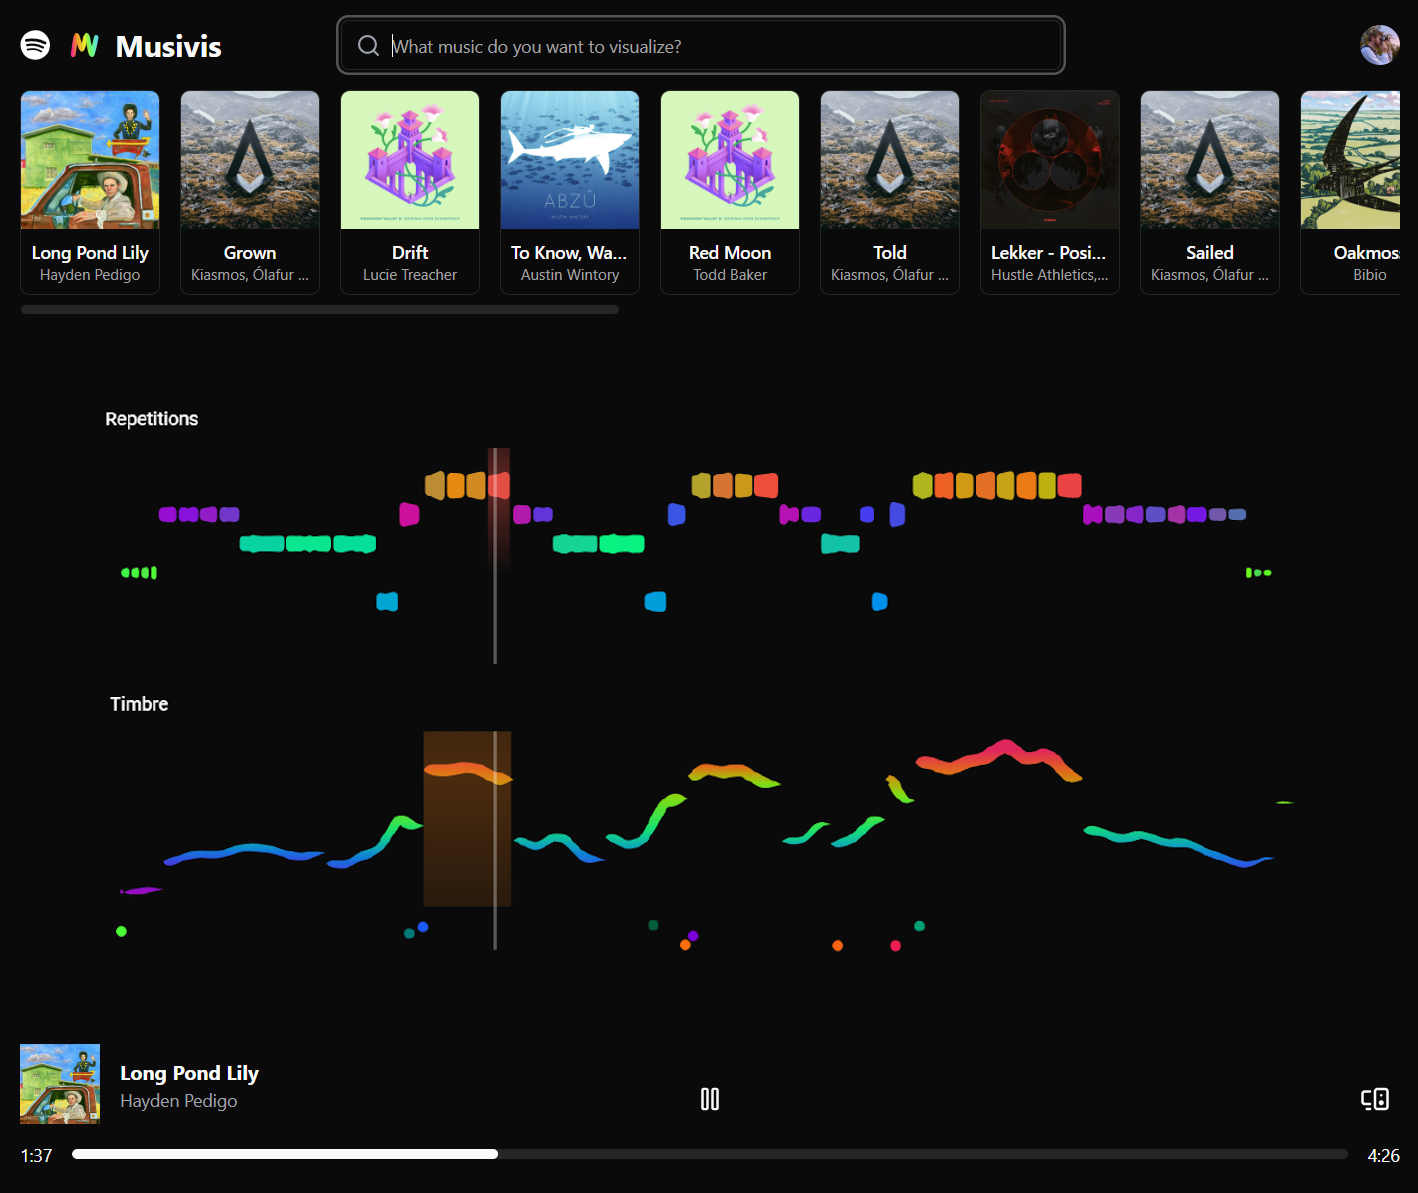 Musivis
What music do you want to visualize?
ABZÛ
AUSTIN WINTORY
Long Pond Lily
Hayden Pedigo
Grown
Kiasmos, Ólafur ...
Drift
Lucie Treacher
To Know, Wa...
Austin Wintory
Red Moon
Todd Baker
Told
Kiasmos, Ólafur ...
Lekker - Posi...
Hustle Athletics,...
Sailed
Kiasmos, Ólafur ...
Oakmos
Bibio
Repetitions
Timbre
Long Pond Lily
Hayden Pedigo
1:37
4:26